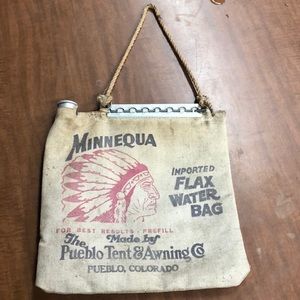 MINNEQUA
IMPORTED
FLAX
WATER
BAG
FOR BEST RESULTS - PREFILL
The Made by
Pueblo Tent & Awning Co
PUEBLO, COLORADO